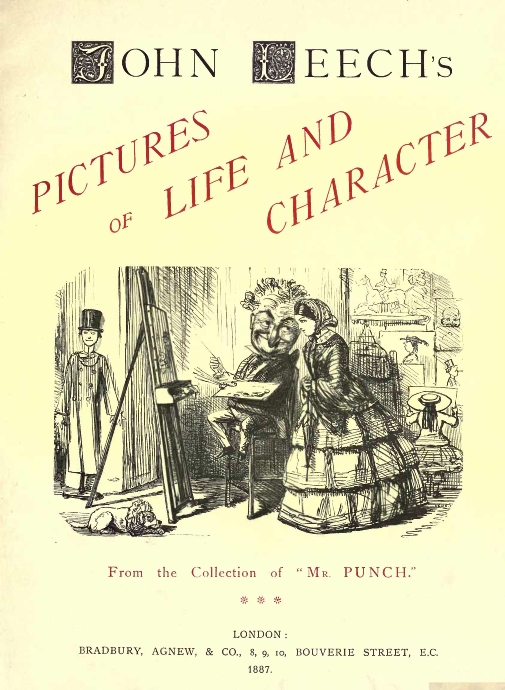 JOHN LEECH'S
PICTURES
OF LIFE AND
CHARACTER
From the Collection of "MR. PUNCH."
LONDON:
BRADBURY, AGNEW, & CO., 8, 9, 10, BOUVERIE STREET, E.C.
1887.